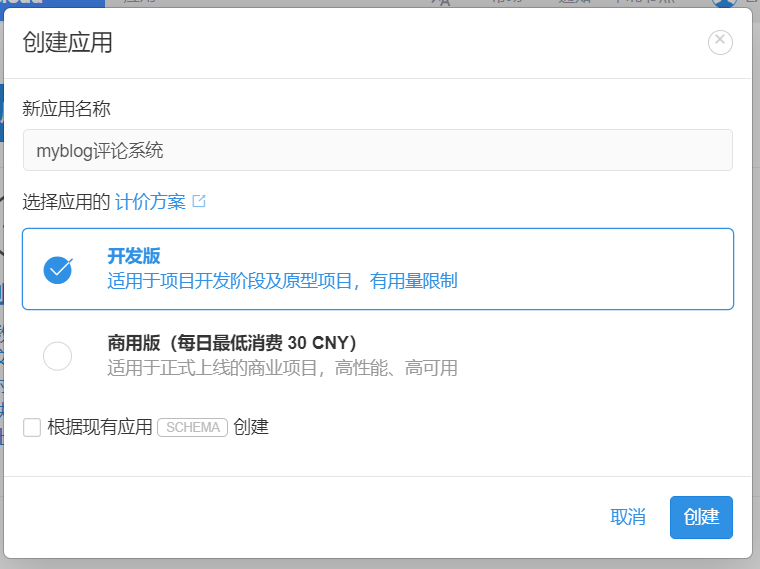 创建应用
新应用名称
myblog评论系统
选择应用的 计价方案
开发版
适用于项目开发阶段及原型项目，有用量限制
商用版（每日最低消费 30 CNY）
适用于正式上线的商业项目，高性能、高可用
根据现有应用 SCHEMA 创建
取消 创建